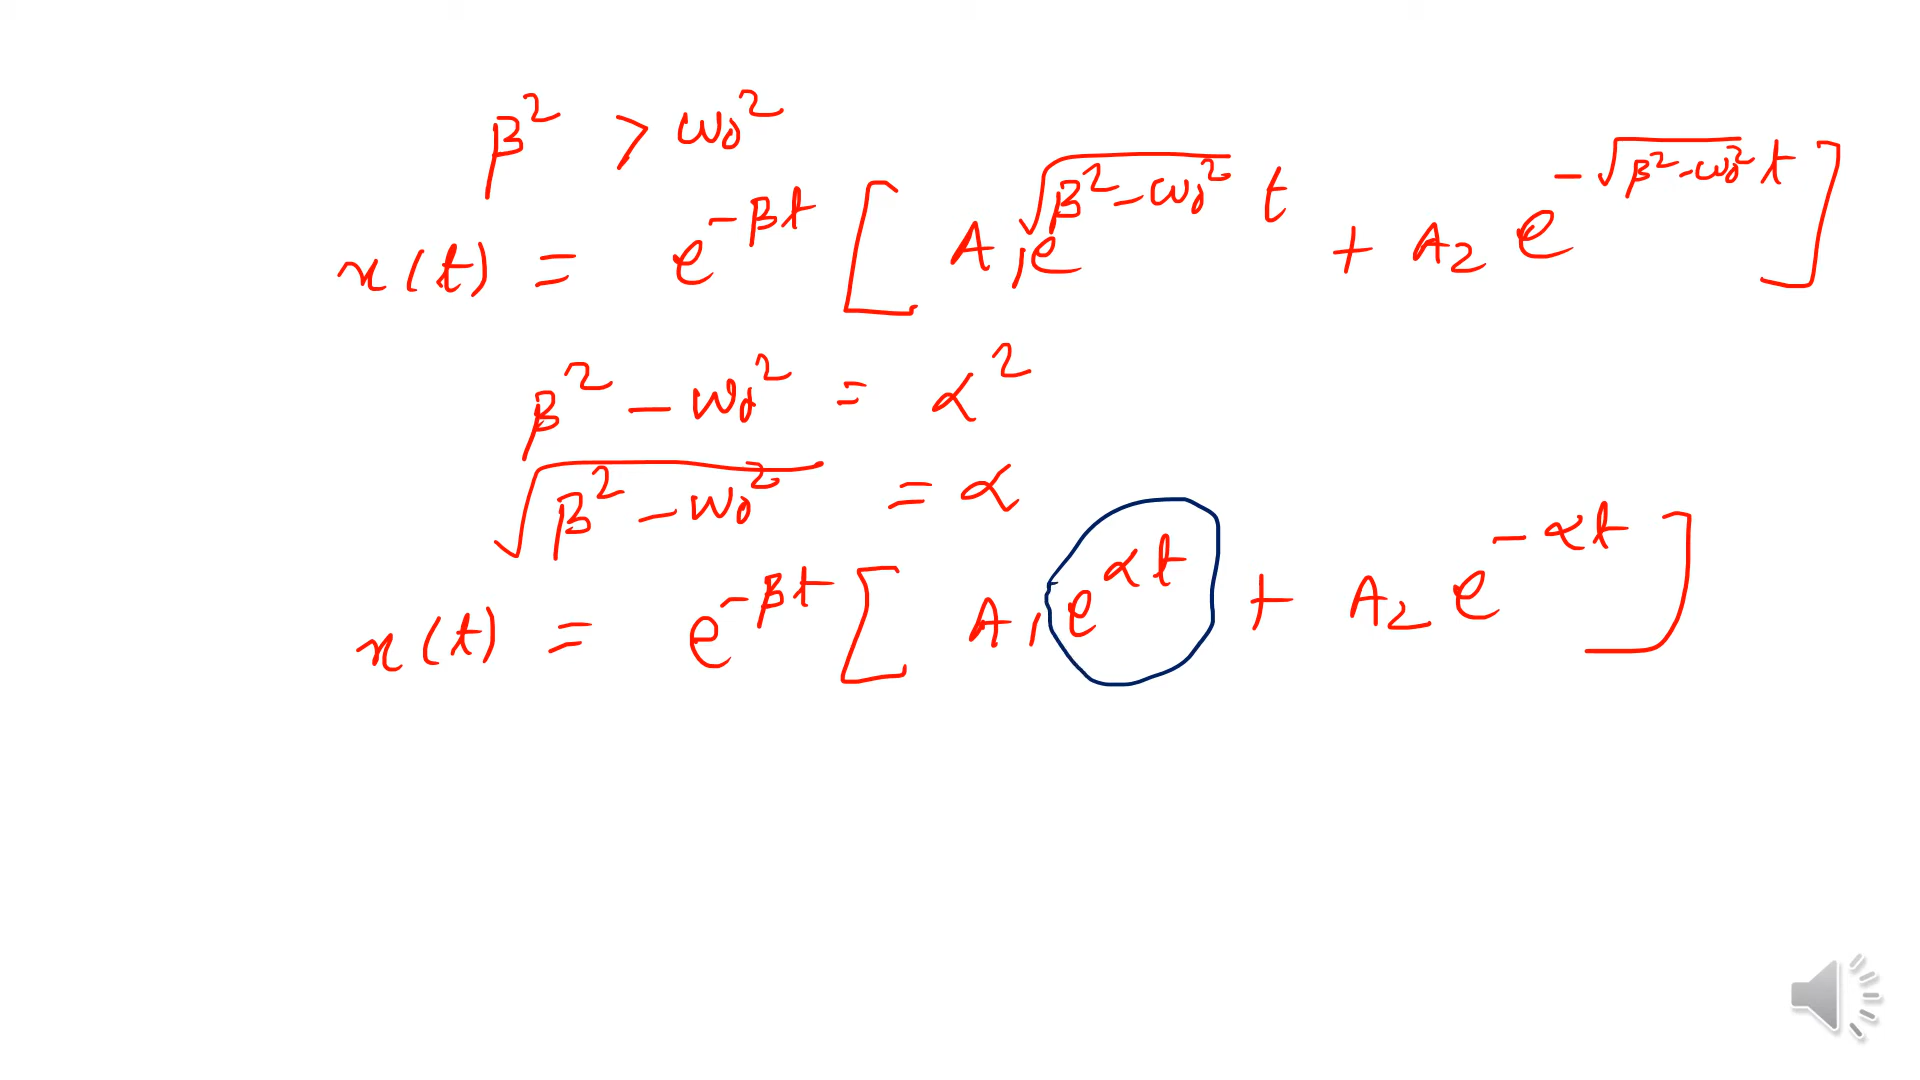 β² > ω₀²
x(t) = e^{-βt} [ A₁e^{√(β²-ω₀²) t} + A₂ e^{-√(β²-ω₀²) t} ]
β² - ω₀² = α²
√(β² - ω₀²) = α
x(t) = e^{-βt} [ A₁e^{αt} + A₂ e^{-αt} ]